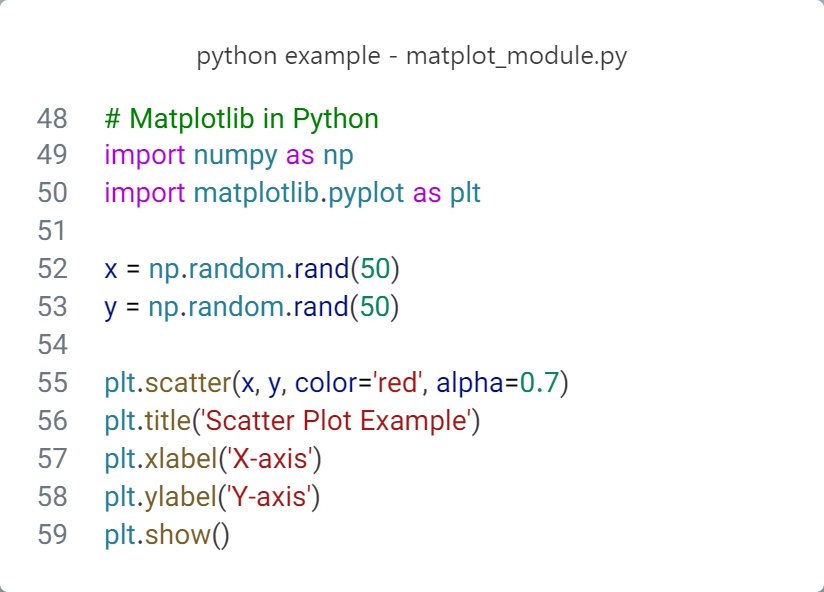 python example - matplot_module.py
48 # Matplotlib in Python
49 import numpy as np
50 import matplotlib.pyplot as plt
51
52 x = np.random.rand(50)
53 y = np.random.rand(50)
54
55 plt.scatter(x, y, color='red', alpha=0.7)
56 plt.title('Scatter Plot Example')
57 plt.xlabel('X-axis')
58 plt.ylabel('Y-axis')
59 plt.show()